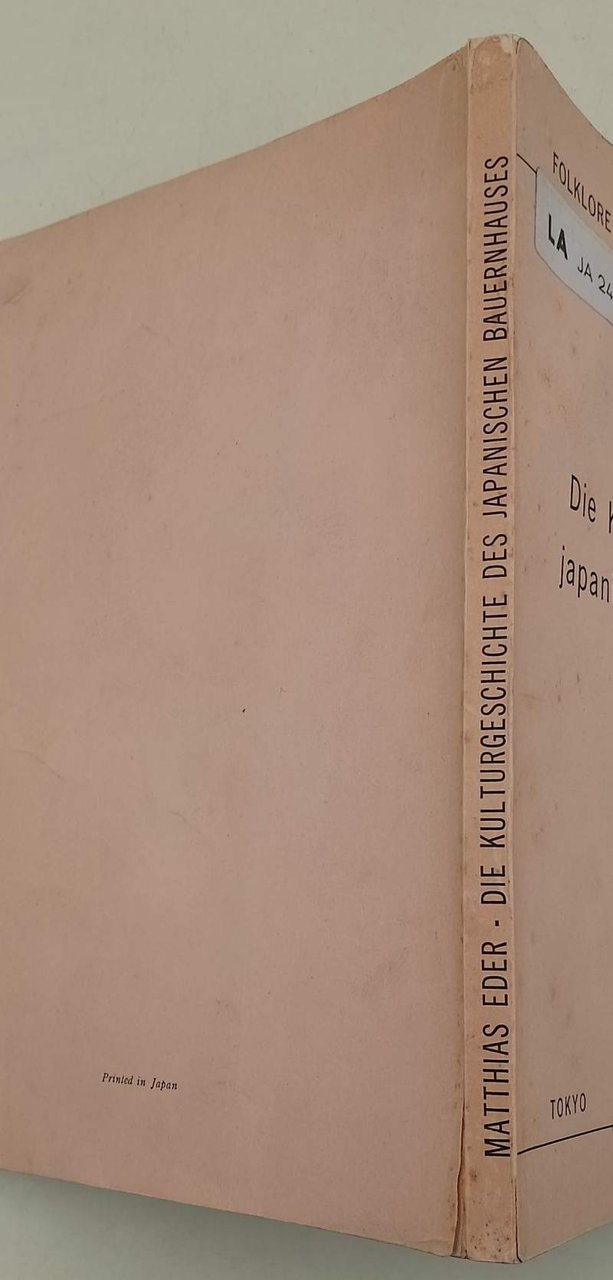 Printed in Japan
MATTHIAS EDER - DIE KULTURGESCHICHTE DES JAPANISCHEN BAUERNHAUSES
FOLKLORE
LA JA 24
Die
japan
TOKYO